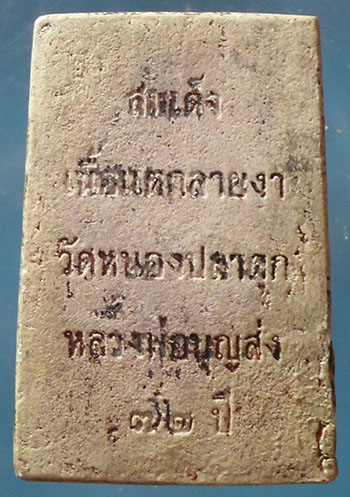 สมเด็จ
เนื้อแตกลายงา
วัดหนองปลาดุก
หลวงพ่อบุญส่ง
๗๒ ปี